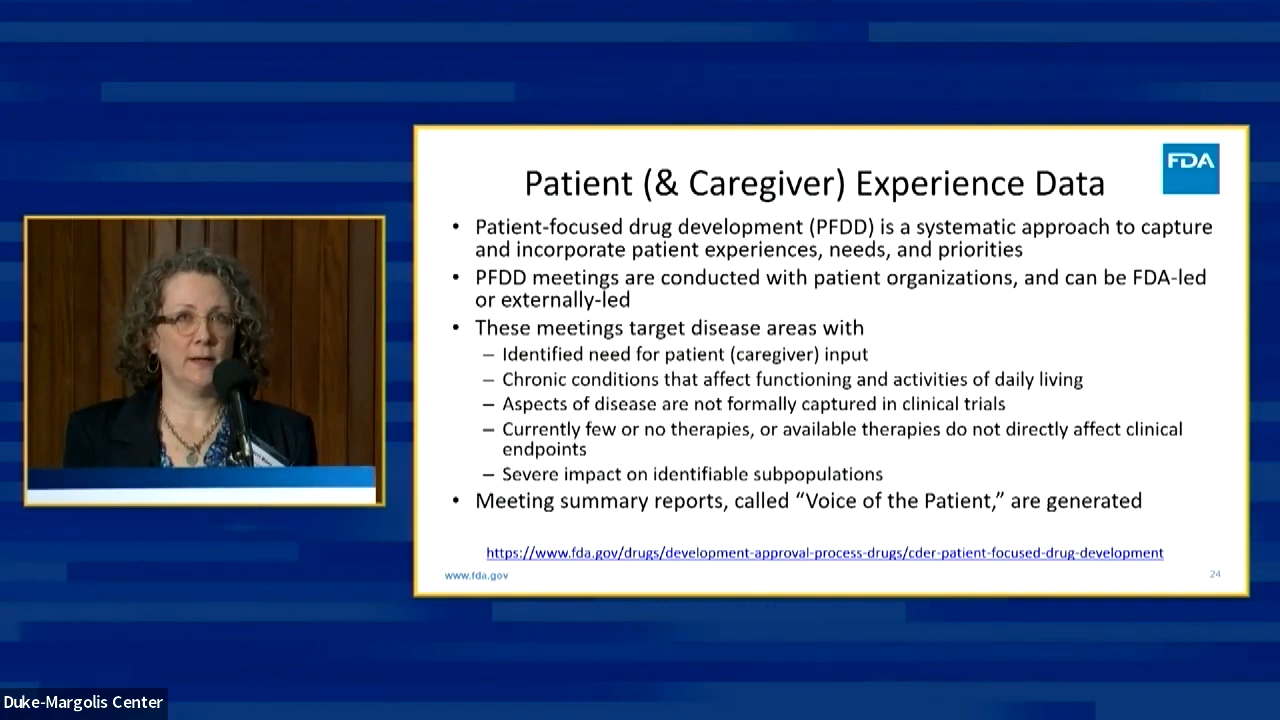 FDA
Patient (& Caregiver) Experience Data
• Patient-focused drug development (PFDD) is a systematic approach to capture
and incorporate patient experiences, needs, and priorities
• PFDD meetings are conducted with patient organizations, and can be FDA-led
or externally-led
• These meetings target disease areas with
– Identified need for patient (caregiver) input
– Chronic conditions that affect functioning and activities of daily living
– Aspects of disease are not formally captured in clinical trials
– Currently few or no therapies, or available therapies do not directly affect clinical
endpoints
– Severe impact on identifiable subpopulations
• Meeting summary reports, called “Voice of the Patient,” are generated
https://www.fda.gov/drugs/development-approval-process-drugs/cder-patient-focused-drug-development
www.fda.gov
24
Duke-Margolis Center